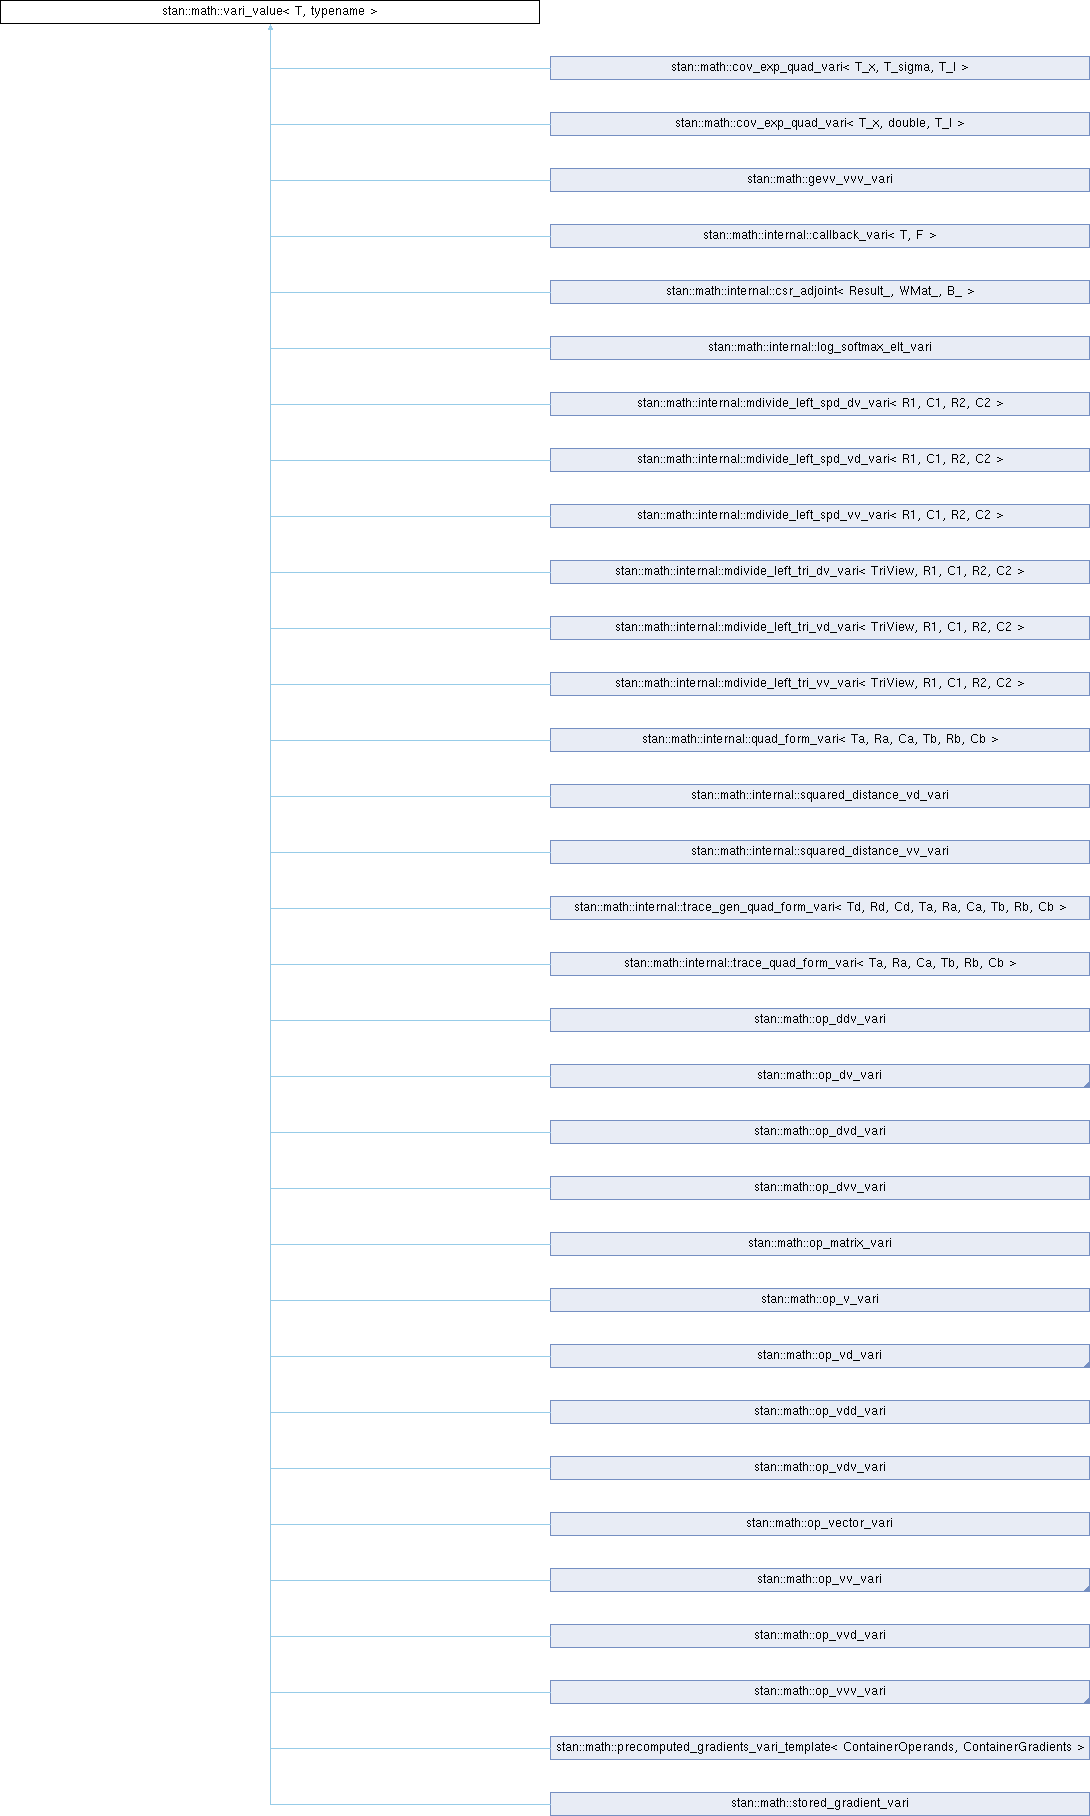 stan::math::vari_value< T, typename >
stan::math::cov_exp_quad_vari< T_x, T_sigma, T_l >
stan::math::cov_exp_quad_vari< T_x, double, T_l >
stan::math::gevv_vvv_vari
stan::math::internal::callback_vari< T, F >
stan::math::internal::csr_adjoint< Result_, WMat_, B_ >
stan::math::internal::log_softmax_elt_vari
stan::math::internal::mdivide_left_spd_dv_vari< R1, C1, R2, C2 >
stan::math::internal::mdivide_left_spd_vd_vari< R1, C1, R2, C2 >
stan::math::internal::mdivide_left_spd_vv_vari< R1, C1, R2, C2 >
stan::math::internal::mdivide_left_tri_dv_vari< TriView, R1, C1, R2, C2 >
stan::math::internal::mdivide_left_tri_vd_vari< TriView, R1, C1, R2, C2 >
stan::math::internal::mdivide_left_tri_vv_vari< TriView, R1, C1, R2, C2 >
stan::math::internal::quad_form_vari< Ta, Ra, Ca, Tb, Rb, Cb >
stan::math::internal::squared_distance_vd_vari
stan::math::internal::squared_distance_vv_vari
stan::math::internal::trace_gen_quad_form_vari< Td, Rd, Cd, Ta, Ra, Ca, Tb, Rb, Cb >
stan::math::internal::trace_quad_form_vari< Ta, Ra, Ca, Tb, Rb, Cb >
stan::math::op_ddv_vari
stan::math::op_dv_vari
stan::math::op_dvd_vari
stan::math::op_dvv_vari
stan::math::op_matrix_vari
stan::math::op_v_vari
stan::math::op_vd_vari
stan::math::op_vdd_vari
stan::math::op_vdv_vari
stan::math::op_vector_vari
stan::math::op_vv_vari
stan::math::op_vvd_vari
stan::math::op_vvv_vari
stan::math::precomputed_gradients_vari_template< ContainerOperands, ContainerGradients >
stan::math::stored_gradient_vari